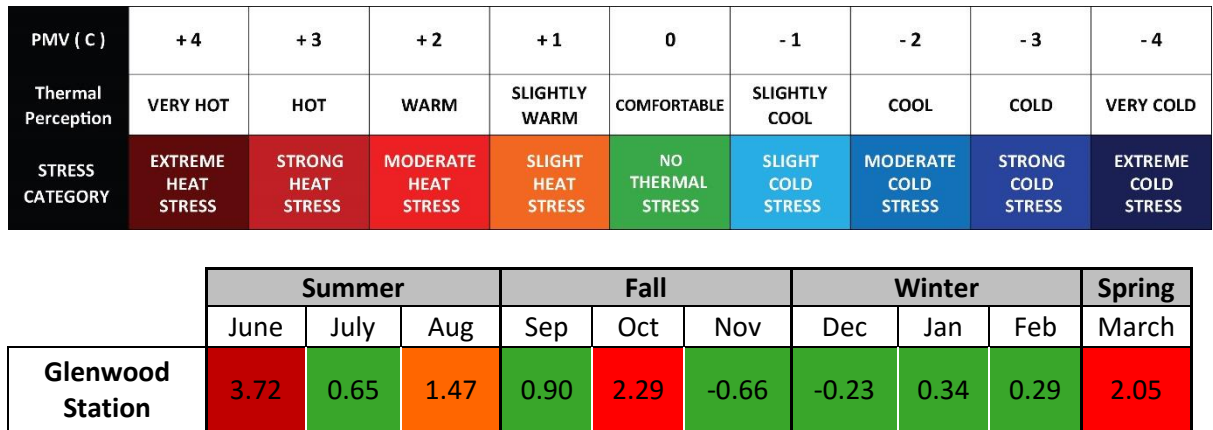 PMV ( C ) + 4 + 3 + 2 + 1 0 - 1 - 2 - 3 - 4
Thermal Perception VERY HOT HOT WARM SLIGHTLY WARM COMFORTABLE SLIGHTLY COOL COOL COLD VERY COLD
STRESS CATEGORY EXTREME HEAT STRESS STRONG HEAT STRESS MODERATE HEAT STRESS SLIGHT HEAT STRESS NO THERMAL STRESS SLIGHT COLD STRESS MODERATE COLD STRESS STRONG COLD STRESS EXTREME COLD STRESS
Summer Fall Winter Spring
June July Aug Sep Oct Nov Dec Jan Feb March
Glenwood Station 3.72 0.65 1.47 0.90 2.29 -0.66 -0.23 0.34 0.29 2.05